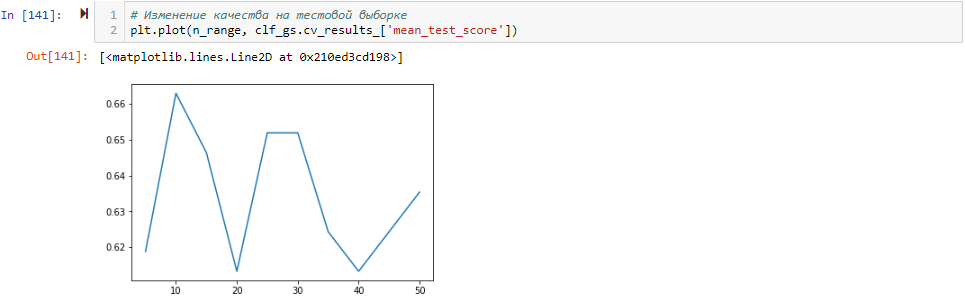 In [141]:
1 # Изменение качества на тестовой выборке
2 plt.plot(n_range, clf_gs.cv_results_['mean_test_score'])
Out[141]: [<matplotlib.lines.Line2D at 0x210ed3cd198>]
0.66
0.65
0.64
0.63
0.62
10 20 30 40 50